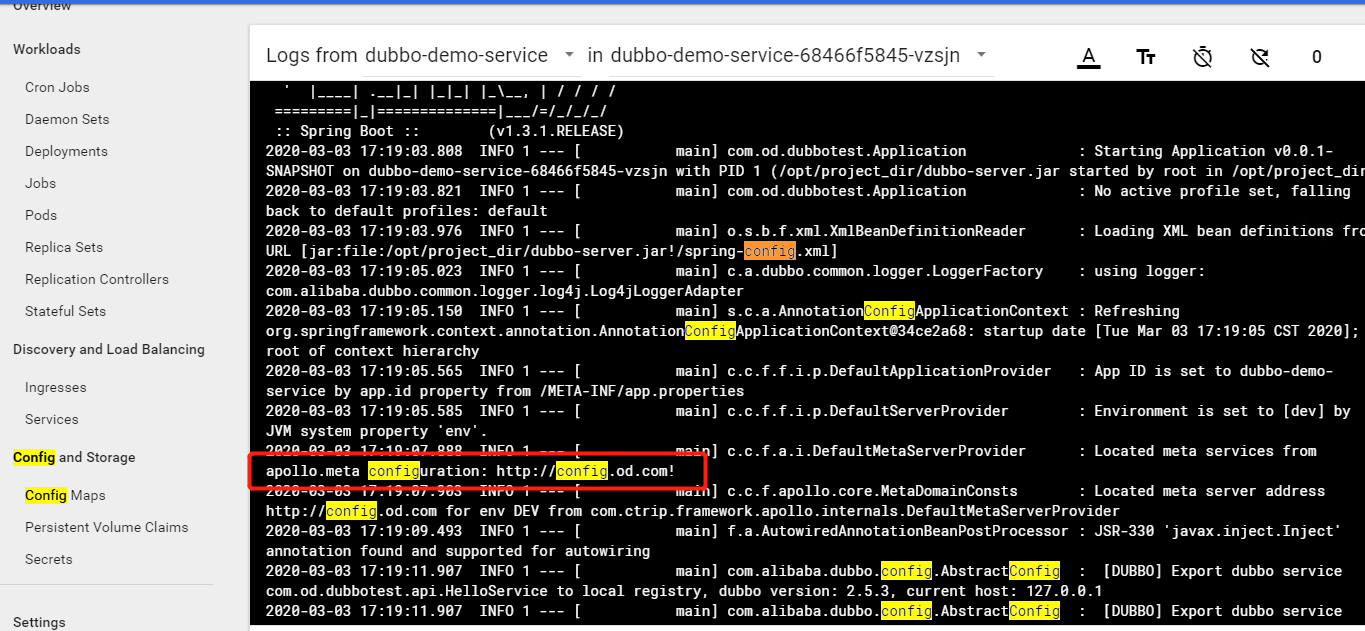 Overview
Workloads
Cron Jobs
Daemon Sets
Deployments
Jobs
Pods
Replica Sets
Replication Controllers
Stateful Sets
Discovery and Load Balancing
Ingresses
Services
Config and Storage
Config Maps
Persistent Volume Claims
Secrets
Settings
Logs from dubbo-demo-service in dubbo-demo-service-68466f5845-vzsjn A Tт 0
' |____| .__|_| |_|_| |_\__, | / / / /
=========|_|==============|___/=/_/_/_/
:: Spring Boot :: (v1.3.1.RELEASE)
2020-03-03 17:19:03.808 INFO 1 --- [ main] com.od.dubbotest.Application : Starting Application v0.0.1-
SNAPSHOT on dubbo-demo-service-68466f5845-vzsjn with PID 1 (/opt/project_dir/dubbo-server.jar started by root in /opt/project_dir
2020-03-03 17:19:03.821 INFO 1 --- [ main] com.od.dubbotest.Application : No active profile set, falling
back to default profiles: default
2020-03-03 17:19:03.976 INFO 1 --- [ main] o.s.b.f.xml.XmlBeanDefinitionReader : Loading XML bean definitions fro
URL [jar:file:/opt/project_dir/dubbo-server.jar!/spring-config.xml]
2020-03-03 17:19:05.023 INFO 1 --- [ main] c.a.dubbo.common.logger.LoggerFactory : using logger:
com.alibaba.dubbo.common.logger.log4j.Log4jLoggerAdapter
2020-03-03 17:19:05.150 INFO 1 --- [ main] s.c.a.AnnotationConfigApplicationContext : Refreshing
org.springframework.context.annotation.AnnotationConfigApplicationContext@34ce2a68: startup date [Tue Mar 03 17:19:05 CST 2020];
root of context hierarchy
2020-03-03 17:19:05.565 INFO 1 --- [ main] c.c.f.f.i.p.DefaultApplicationProvider : App ID is set to dubbo-demo-
service by app.id property from /META-INF/app.properties
2020-03-03 17:19:05.585 INFO 1 --- [ main] c.c.f.f.i.p.DefaultServerProvider : Environment is set to [dev] by
JVM system property 'env'.
2020-03-03 17:19:07.888 INFO 1 --- [ main] c.c.f.a.i.DefaultMetaServerProvider : Located meta services from
apollo.meta configuration: http://config.od.com!
2020-03-03 17:19:07.903 INFO 1 --- [ main] c.c.f.apollo.core.MetaDomainConsts : Located meta server address
http://config.od.com for env DEV from com.ctrip.framework.apollo.internals.DefaultMetaServerProvider
2020-03-03 17:19:09.493 INFO 1 --- [ main] f.a.AutowiredAnnotationBeanPostProcessor : JSR-330 'javax.inject.Inject'
annotation found and supported for autowiring
2020-03-03 17:19:11.907 INFO 1 --- [ main] com.alibaba.dubbo.config.AbstractConfig : [DUBBO] Export dubbo service
com.od.dubbotest.api.HelloService to local registry, dubbo version: 2.5.3, current host: 127.0.0.1
2020-03-03 17:19:11.907 INFO 1 --- [ main] com.alibaba.dubbo.config.AbstractConfig : [DUBBO] Export dubbo service